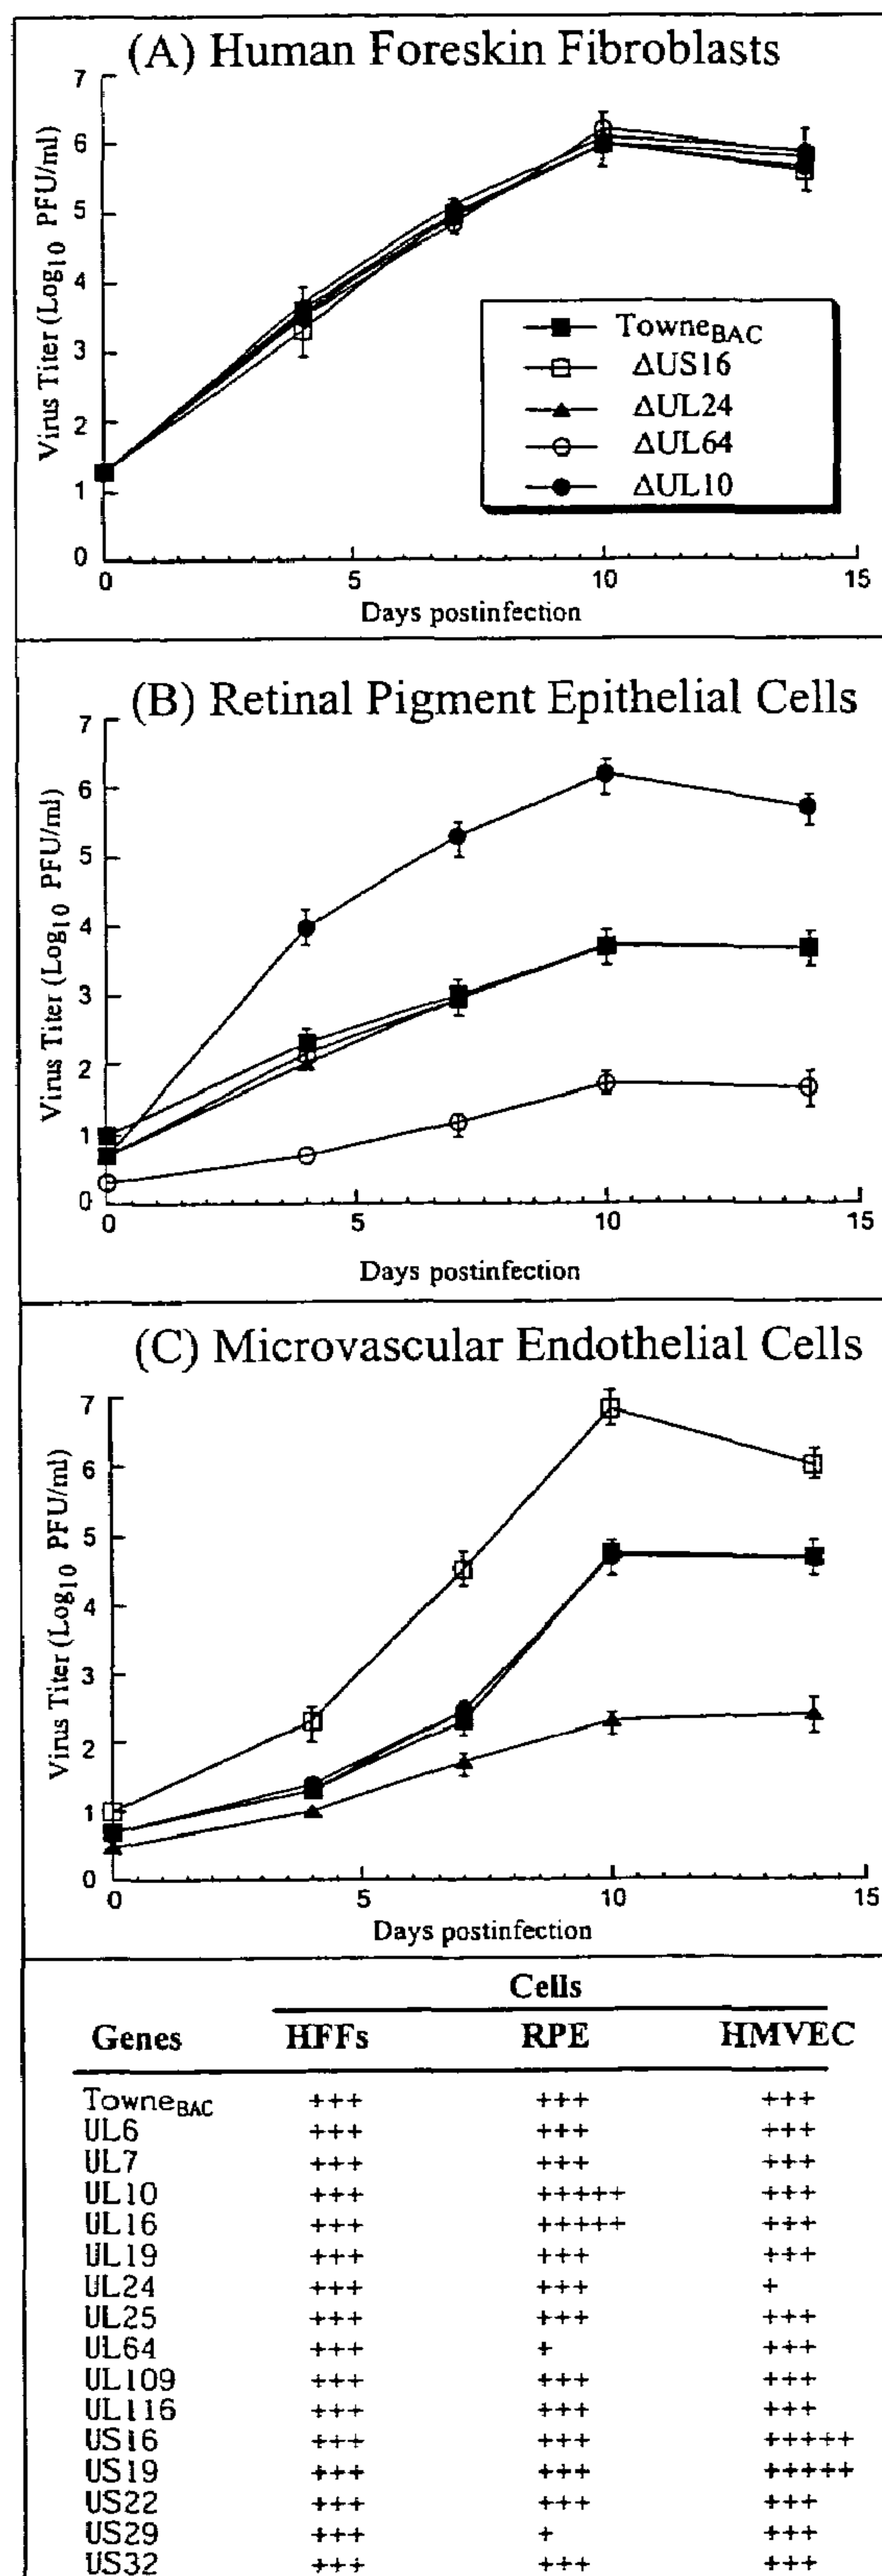 (A) Human Foreskin Fibroblasts
Virus Titer (Log10 PFU/ml)
7
6
5
4
3
2
1
0
TowneBAC
ΔUS16
ΔUL24
ΔUL64
ΔUL10
0 5 10 15
Days postinfection
(B) Retinal Pigment Epithelial Cells
Virus Titer (Log10 PFU/ml)
7
6
5
4
3
2
1
0
0 5 10 15
Days postinfection
(C) Microvascular Endothelial Cells
Virus Titer (Log10 PFU/ml)
7
6
5
4
3
2
1
0
0 5 10 15
Days postinfection
Cells
Genes HFFs RPE HMVEC
TowneBAC +++ +++ +++
UL6 +++ +++ +++
UL7 +++ +++ +++
UL10 +++ +++++ +++
UL16 +++ +++++ +++
UL19 +++ +++ +++
UL24 +++ +++ +
UL25 +++ +++ +++
UL64 +++ + +++
UL109 +++ +++ +++
UL116 +++ +++ +++
US16 +++ +++ +++++
US19 +++ +++ +++++
US22 +++ +++ +++
US29 +++ + +++
US32 +++ +++ +++